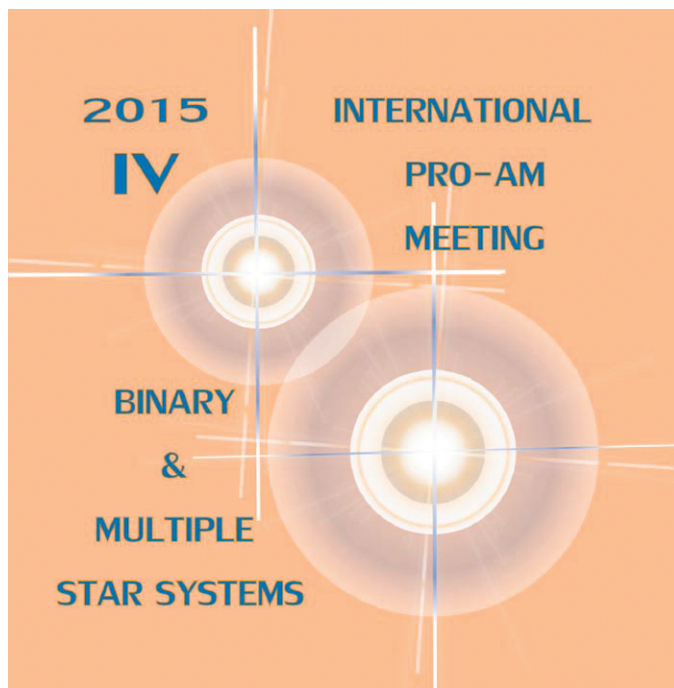 2015
IV
INTERNATIONAL
PRO-AM
MEETING
BINARY
&
MULTIPLE
STAR SYSTEMS